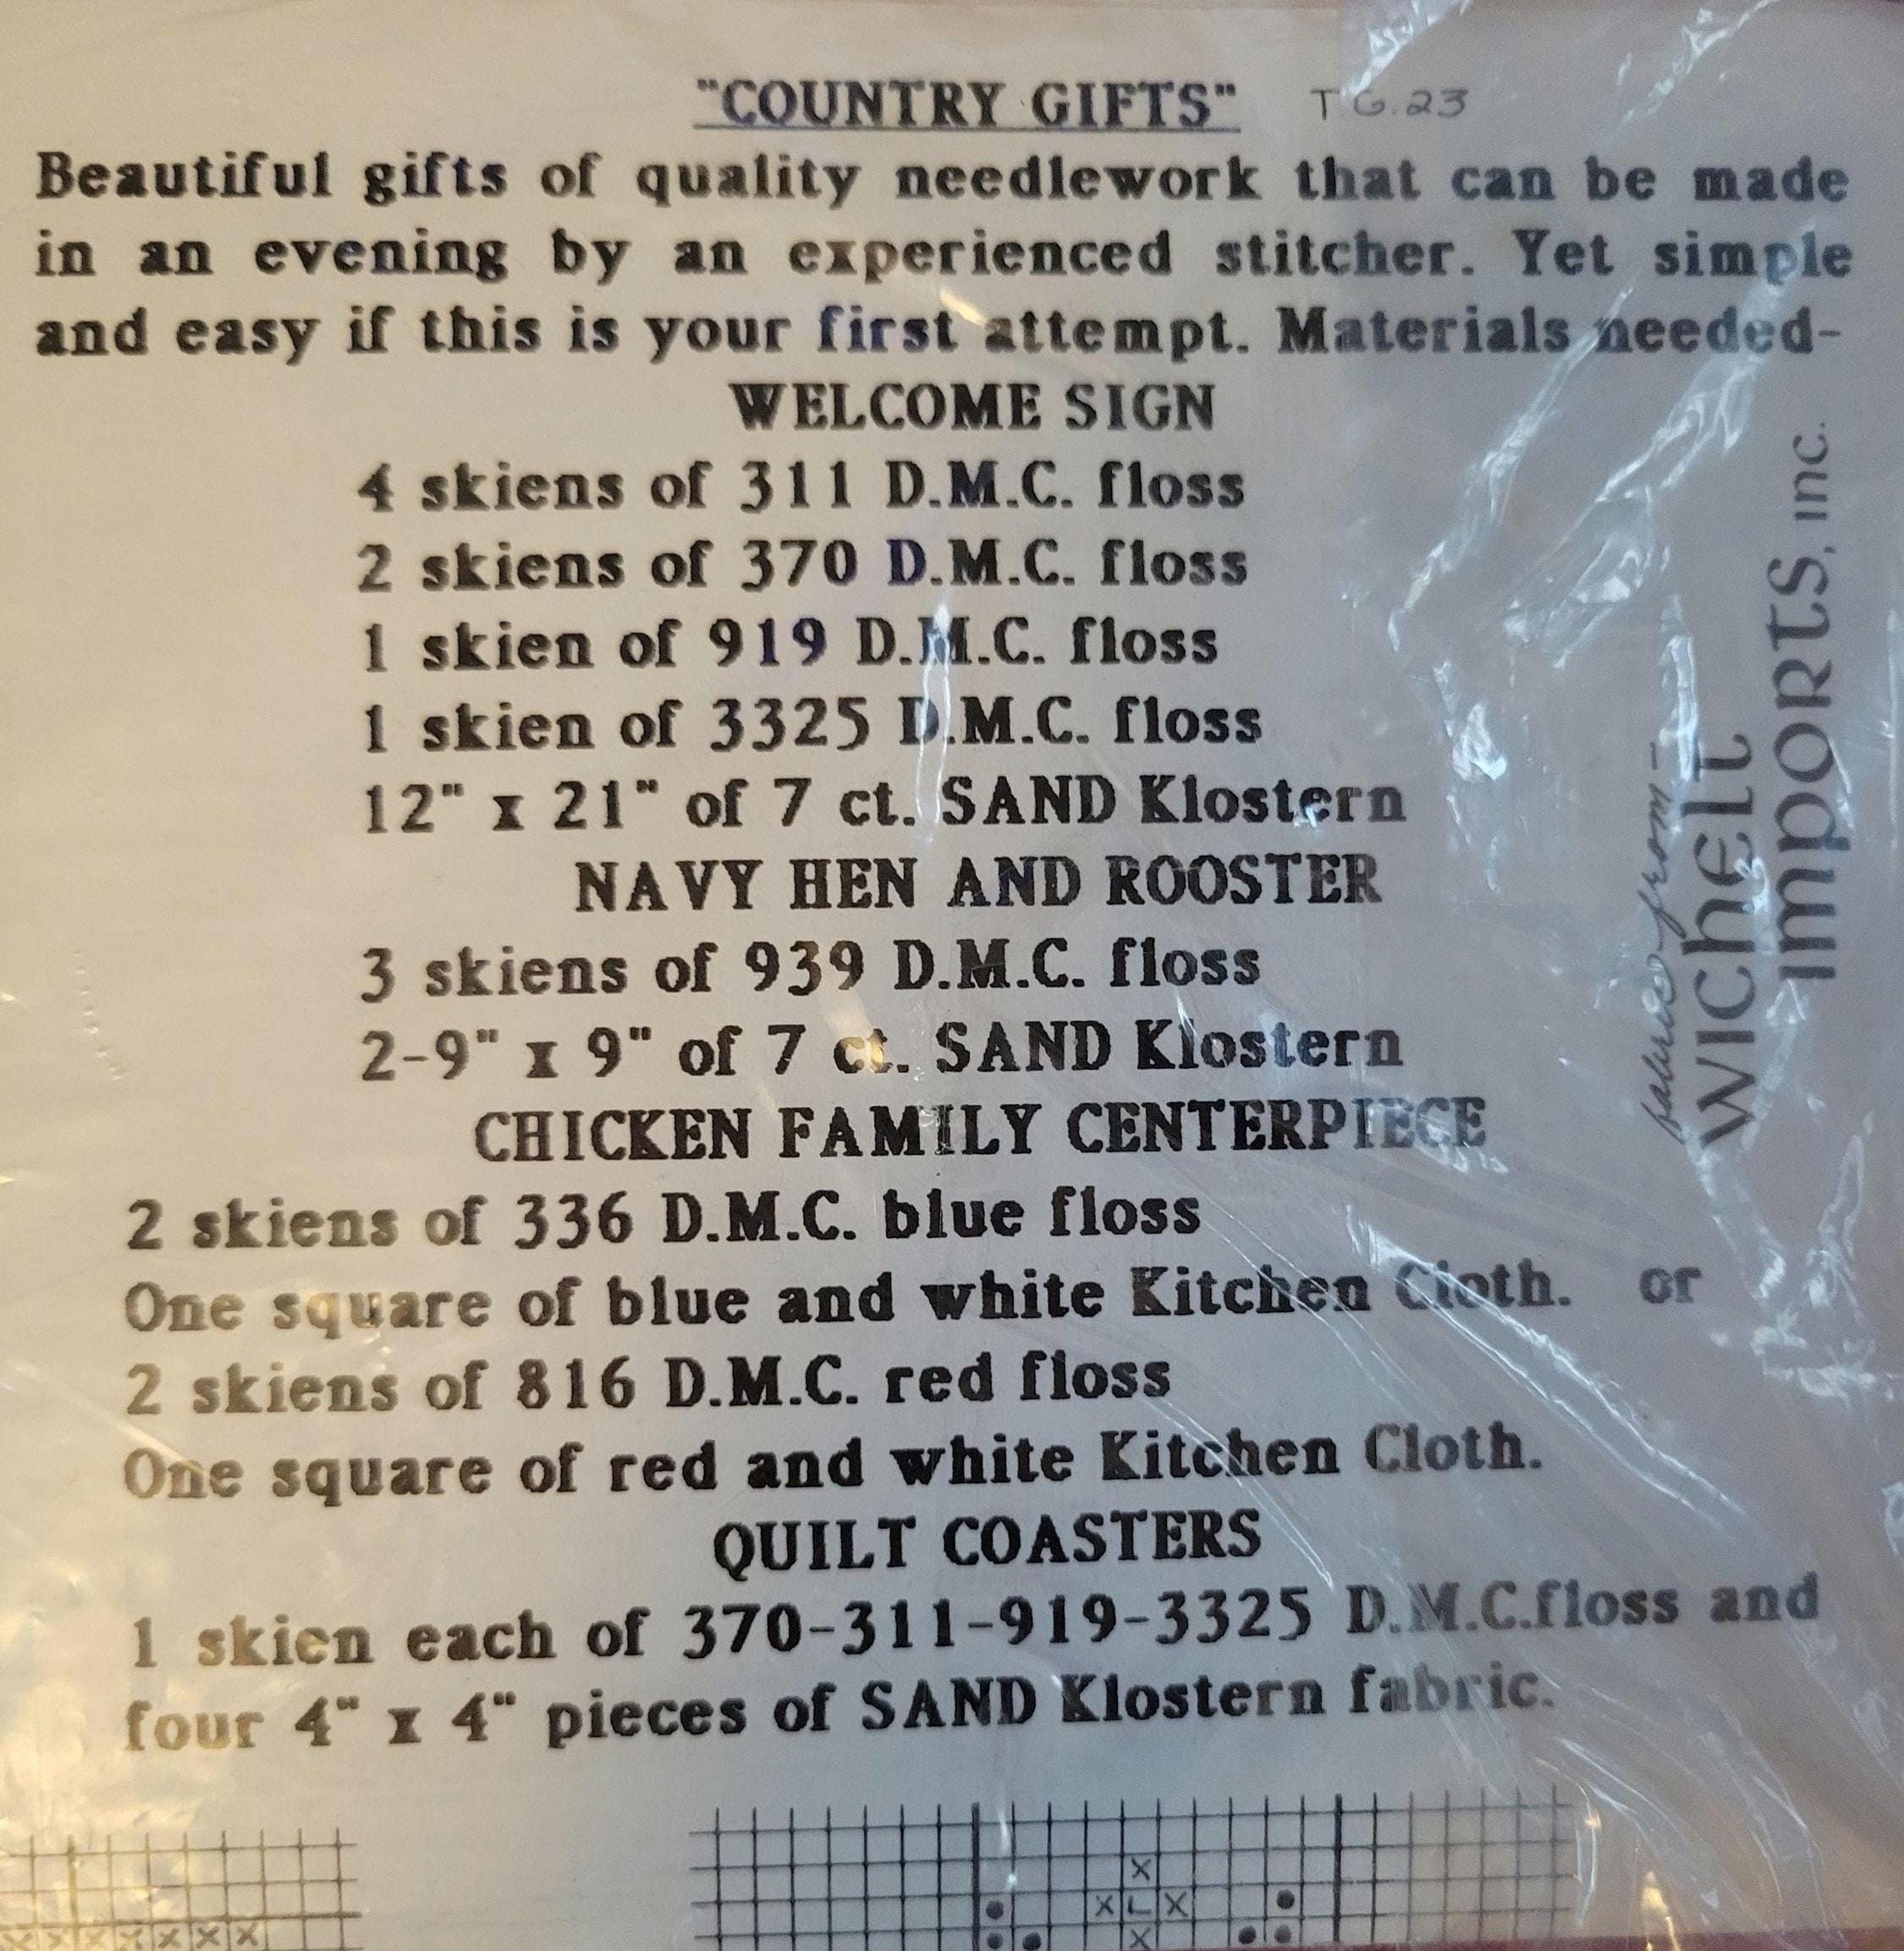 "COUNTRY GIFTS" T.G.23
Beautiful gifts of quality needlework that can be made
in an evening by an experienced stitcher. Yet simple
and easy if this is your first attempt. Materials needed-
WELCOME SIGN
4 skiens of 311 D.M.C. floss
2 skiens of 370 D.M.C. floss
1 skien of 919 D.M.C. floss
1 skien of 3325 D.M.C. floss
12" x 21" of 7 ct. SAND Klostern
NAVY HEN AND ROOSTER
3 skiens of 939 D.M.C. floss
2-9" x 9" of 7 ct. SAND Klostern
CHICKEN FAMILY CENTERPIECE
2 skiens of 336 D.M.C. blue floss
One square of blue and white Kitchen Cloth. or
2 skiens of 816 D.M.C. red floss
One square of red and white Kitchen Cloth.
QUILT COASTERS
1 skien each of 370-311-919-3325 D.M.C.floss and
four 4" x 4" pieces of SAND Klostern fabric.
fabric from-
Wichelt
Imports, Inc.
X
X L X
X
X X X X X X X